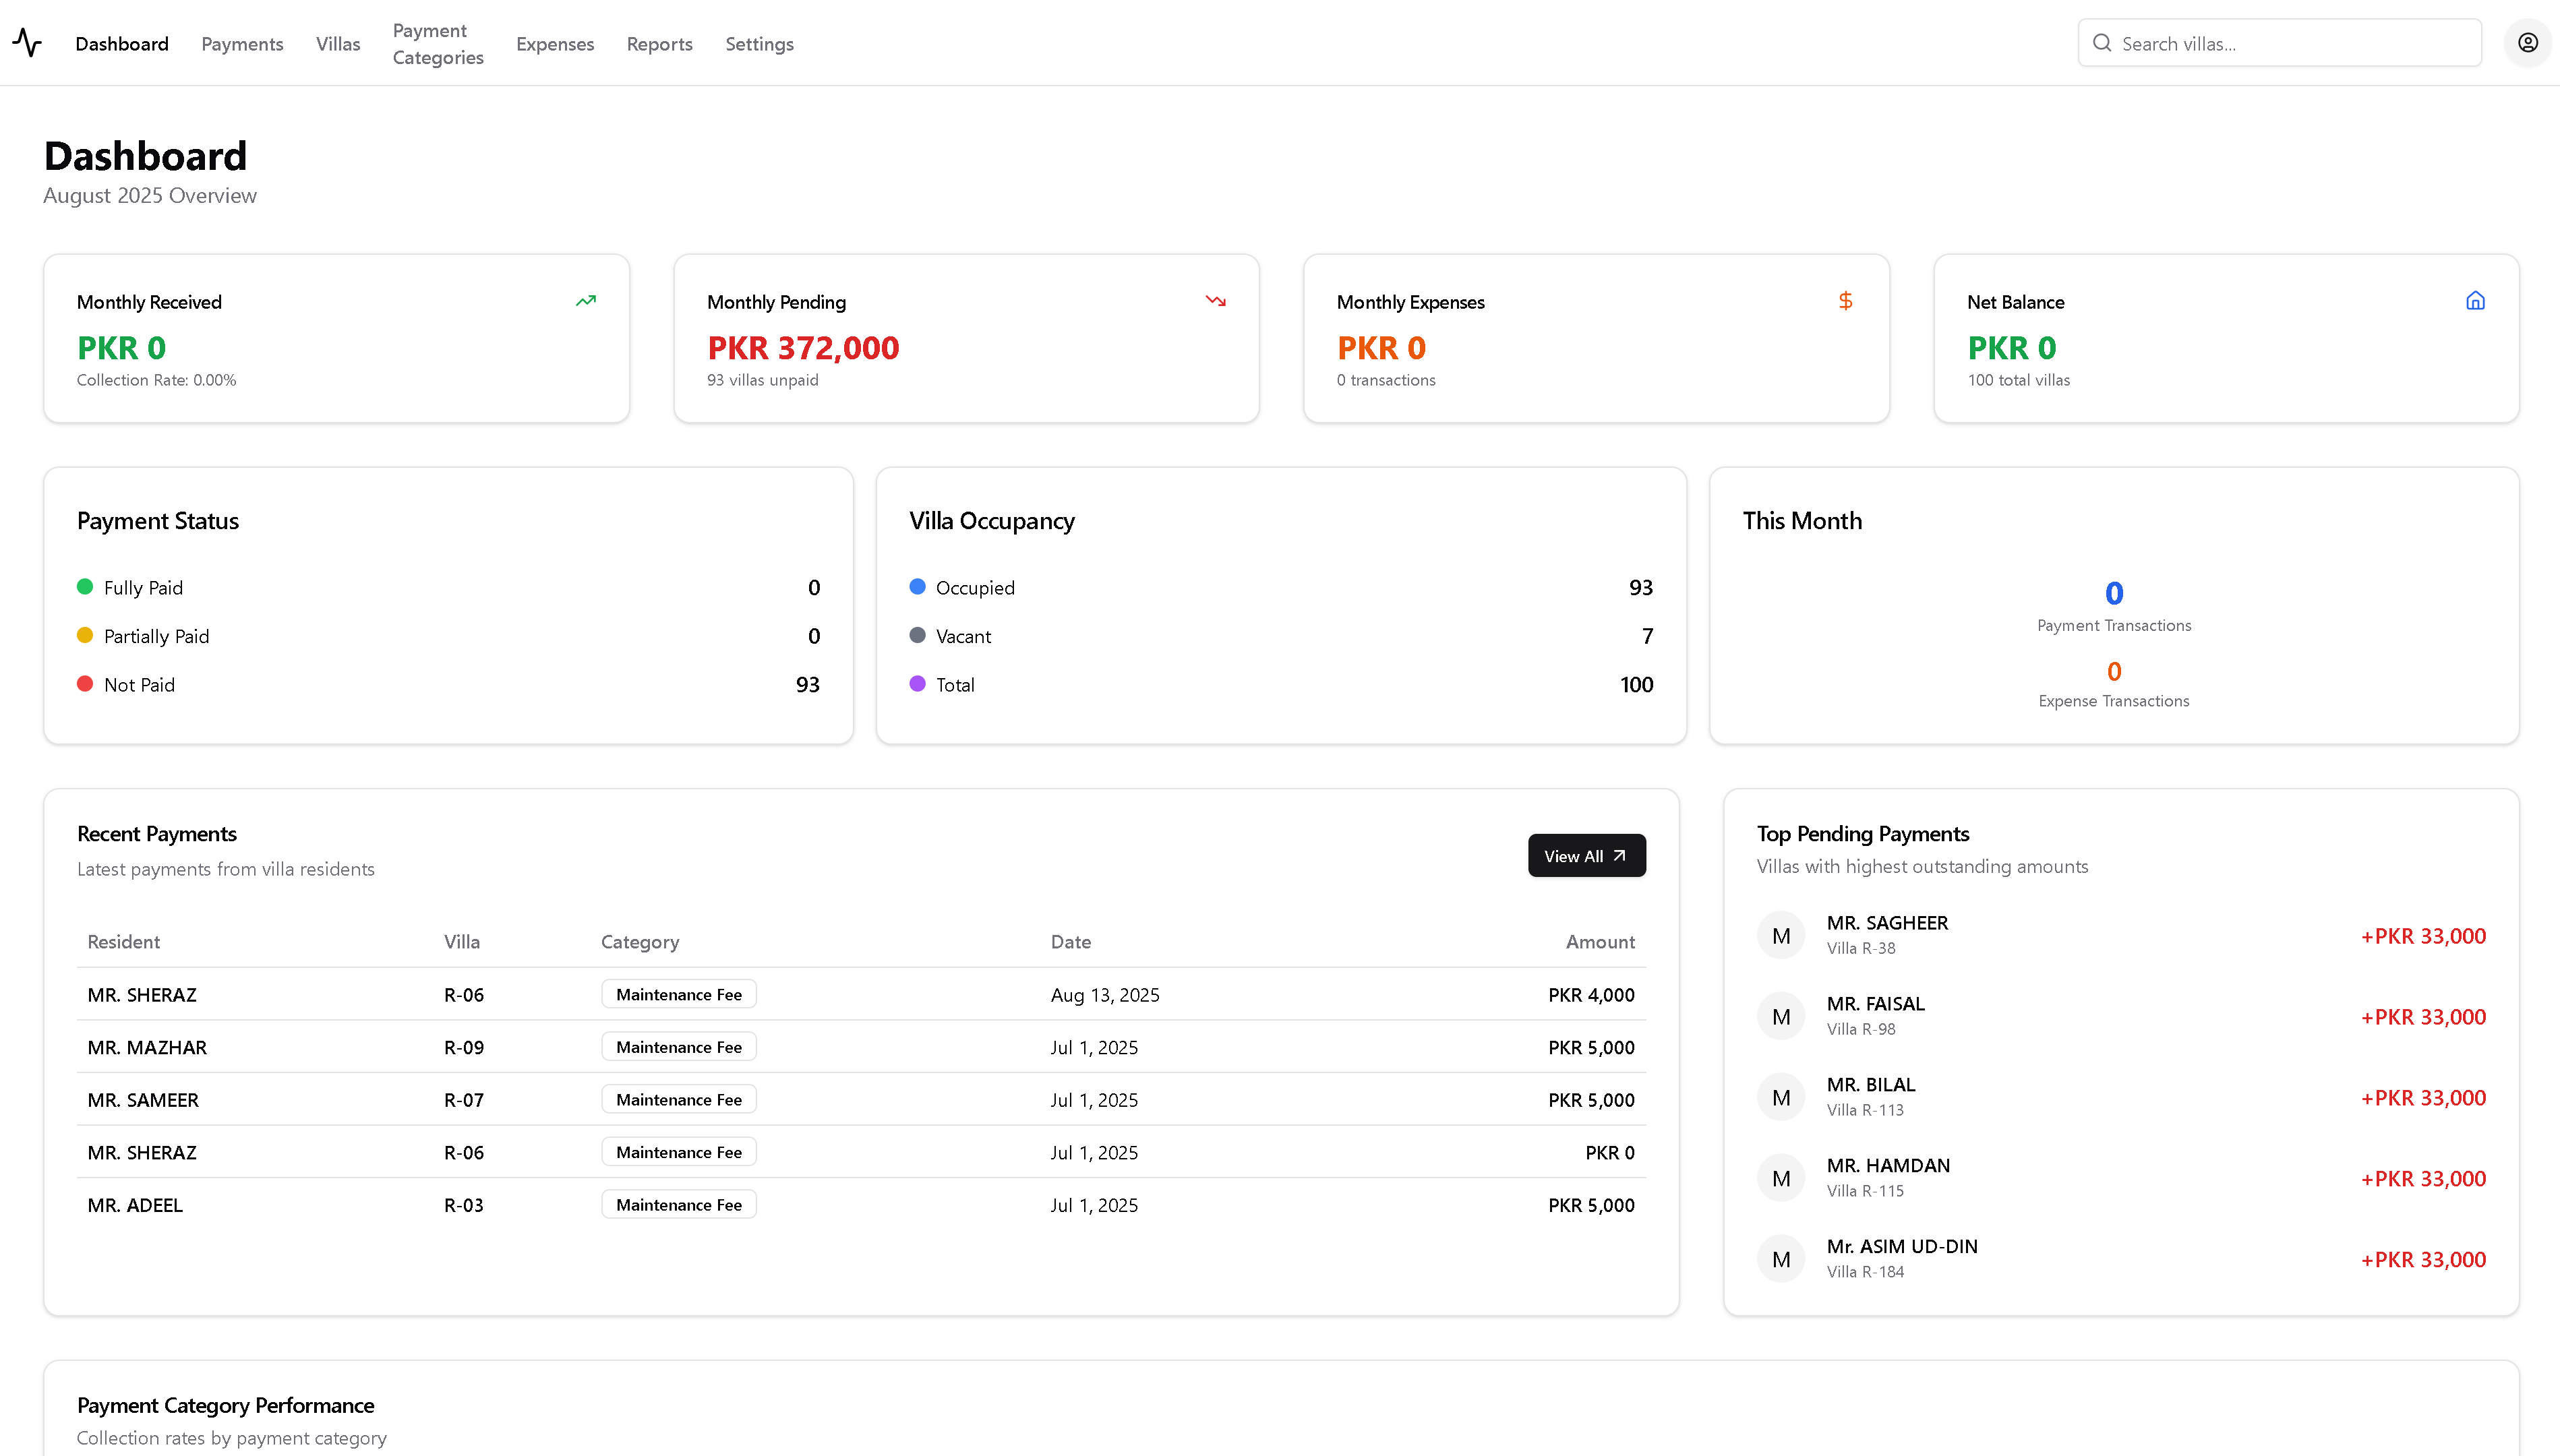 Dashboard Payments Villas Payment Categories Expenses Reports Settings Search villas...
Dashboard
August 2025 Overview
Monthly Received
PKR 0
Collection Rate: 0.00%
Monthly Pending
PKR 372,000
93 villas unpaid
Monthly Expenses
PKR 0
0 transactions
Net Balance
PKR 0
100 total villas
Payment Status
Fully Paid 0
Partially Paid 0
Not Paid 93
Villa Occupancy
Occupied 93
Vacant 7
Total 100
This Month
0
Payment Transactions
0
Expense Transactions
Recent Payments
Latest payments from villa residents
View All
Resident Villa Category Date Amount
MR. SHERAZ R-06 Maintenance Fee Aug 13, 2025 PKR 4,000
MR. MAZHAR R-09 Maintenance Fee Jul 1, 2025 PKR 5,000
MR. SAMEER R-07 Maintenance Fee Jul 1, 2025 PKR 5,000
MR. SHERAZ R-06 Maintenance Fee Jul 1, 2025 PKR 0
MR. ADEEL R-03 Maintenance Fee Jul 1, 2025 PKR 5,000
Top Pending Payments
Villas with highest outstanding amounts
M MR. SAGHEER +PKR 33,000
Villa R-38
M MR. FAISAL +PKR 33,000
Villa R-98
M MR. BILAL +PKR 33,000
Villa R-113
M MR. HAMDAN +PKR 33,000
Villa R-115
M Mr. ASIM UD-DIN +PKR 33,000
Villa R-184
Payment Category Performance
Collection rates by payment category